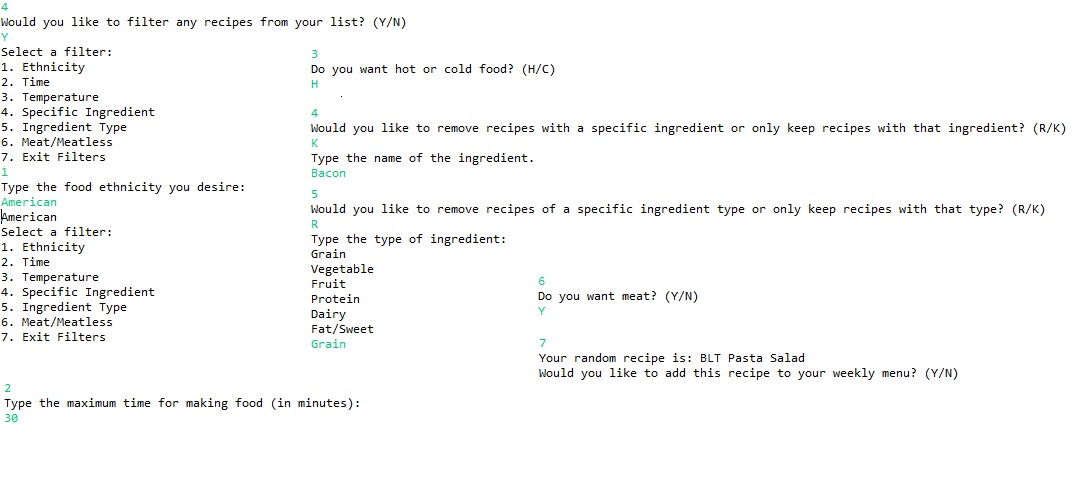 4
Would you like to filter any recipes from your list? (Y/N)
Y
Select a filter:
1. Ethnicity
2. Time
3. Temperature
4. Specific Ingredient
5. Ingredient Type
6. Meat/Meatless
7. Exit Filters
1
Type the food ethnicity you desire:
American
American
Select a filter:
1. Ethnicity
2. Time
3. Temperature
4. Specific Ingredient
5. Ingredient Type
6. Meat/Meatless
7. Exit Filters
2
Type the maximum time for making food (in minutes):
30
3
Do you want hot or cold food? (H/C)
H
4
Would you like to remove recipes with a specific ingredient or only keep recipes with that ingredient? (R/K)
K
Type the name of the ingredient.
Bacon
5
Would you like to remove recipes of a specific ingredient type or only keep recipes with that type? (R/K)
R
Type the type of ingredient:
Grain
Vegetable
Fruit
Protein
Dairy
Fat/Sweet
Grain
6
Do you want meat? (Y/N)
Y
7
Your random recipe is: BLT Pasta Salad
Would you like to add this recipe to your weekly menu? (Y/N)